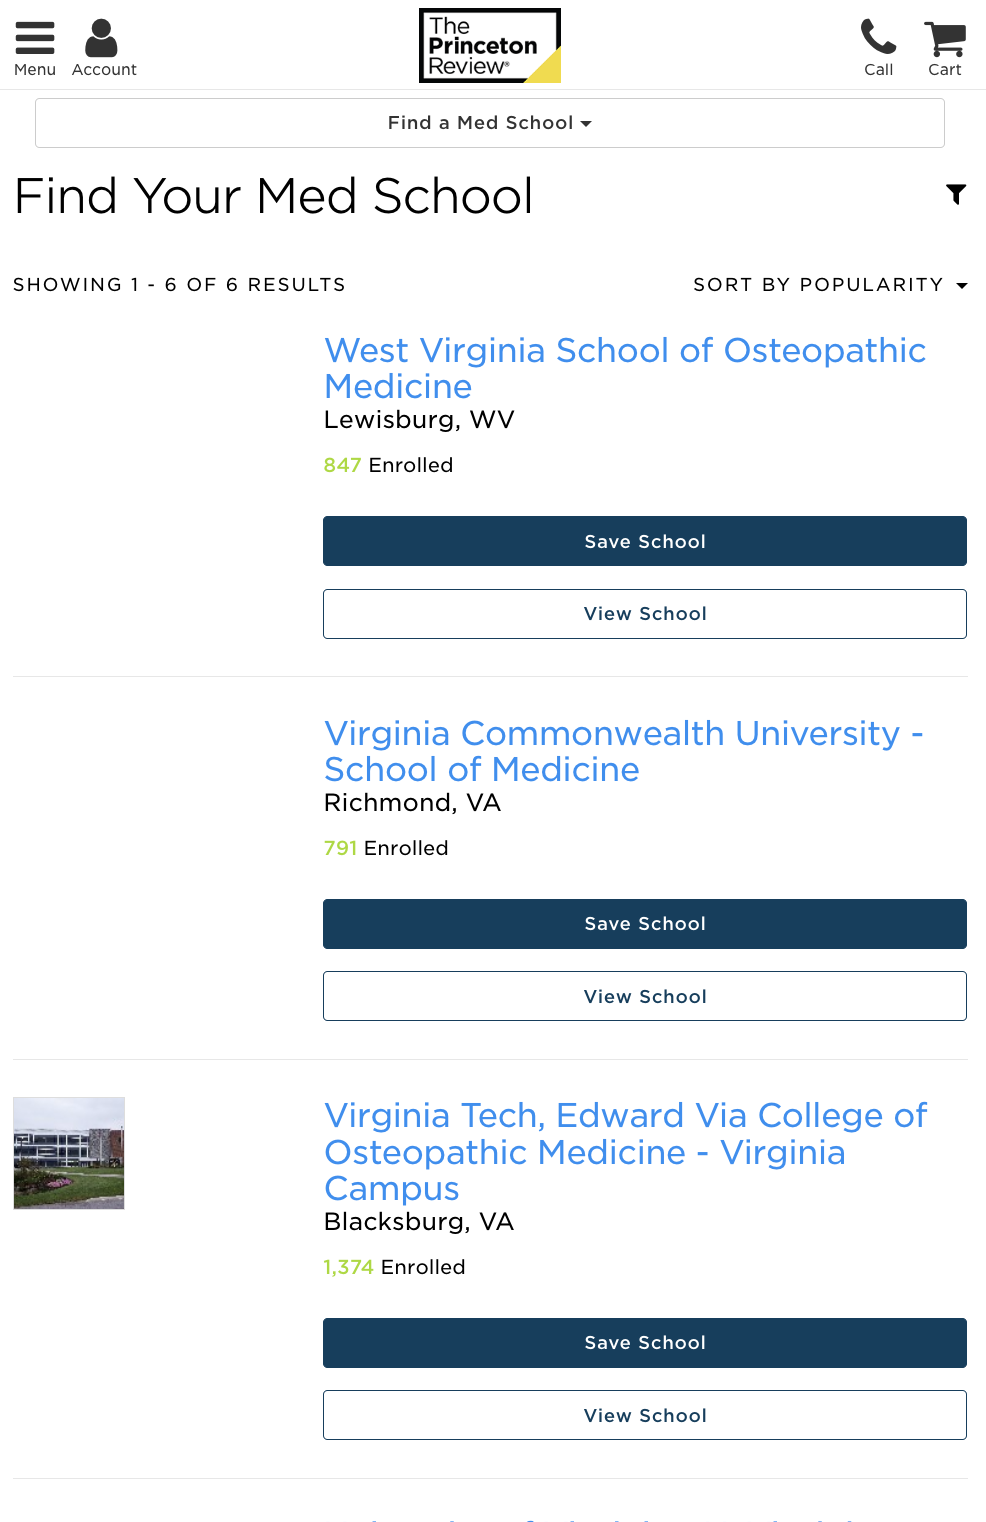 Menu
Account
The
Princeton
Review®
Call
Cart
Find a Med School
Find Your Med School
SHOWING 1 - 6 OF 6 RESULTS
SORT BY POPULARITY
West Virginia School of Osteopathic
Medicine
Lewisburg, WV
847 Enrolled
Save School
View School
Virginia Commonwealth University -
School of Medicine
Richmond, VA
791 Enrolled
Save School
View School
Virginia Tech, Edward Via College of
Osteopathic Medicine - Virginia
Campus
Blacksburg, VA
1,374 Enrolled
Save School
View School